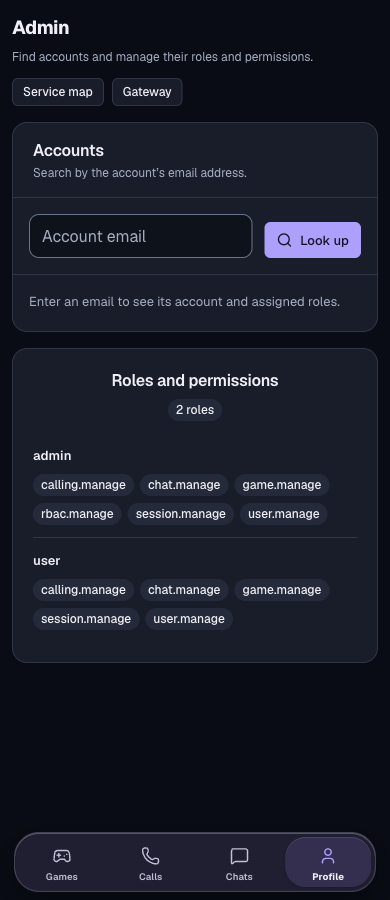 Admin
Find accounts and manage their roles and permissions.
Service map Gateway
Accounts
Search by the account's email address.
Account email Look up
Enter an email to see its account and assigned roles.
Roles and permissions
2 roles
admin
calling.manage chat.manage game.manage
rbac.manage session.manage user.manage
user
calling.manage chat.manage game.manage
session.manage user.manage
Games Calls Chats Profile